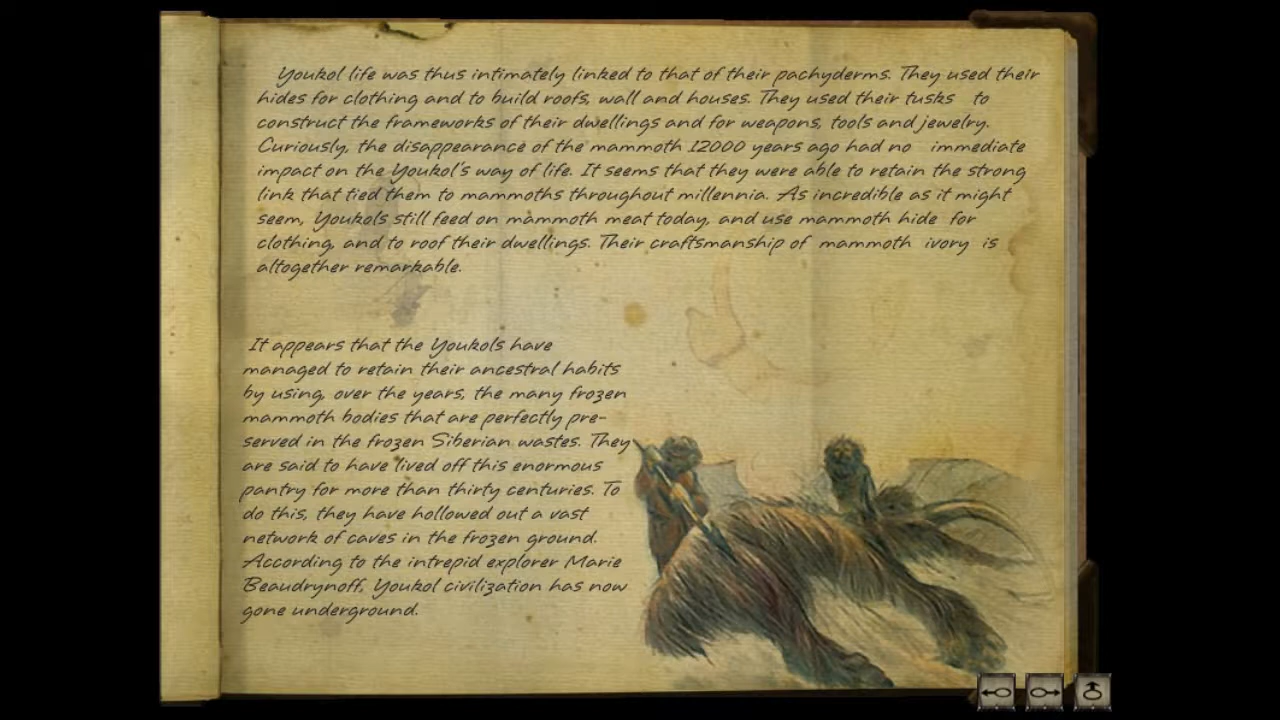 Youkol life was thus intimately linked to that of their pachyderms. They used their
hides for clothing and to build roofs, wall and houses. They used their tusks to
construct the frameworks of their dwellings and for weapons, tools and jewelry.
Curiously, the disappearance of the mammoth 12000 years ago had no immediate
impact on the Youkol's way of life. It seems that they were able to retain the strong
link that tied them to mammoths throughout millennia. As incredible as it might
seem, Youkols still feed on mammoth meat today, and use mammoth hide for
clothing, and to roof their dwellings. Their craftsmanship of mammoth ivory is
altogether remarkable.
It appears that the Youkols have
managed to retain their ancestral habits
by using, over the years, the many frozen
mammoth bodies that are perfectly pre-
served in the frozen Siberian wastes. They
are said to have lived off this enormous
pantry for more than thirty centuries. To
do this, they have hollowed out a vast
network of caves in the frozen ground.
According to the intrepid explorer Marie
Beaudrynoff, Youkol civilization has now
gone underground.